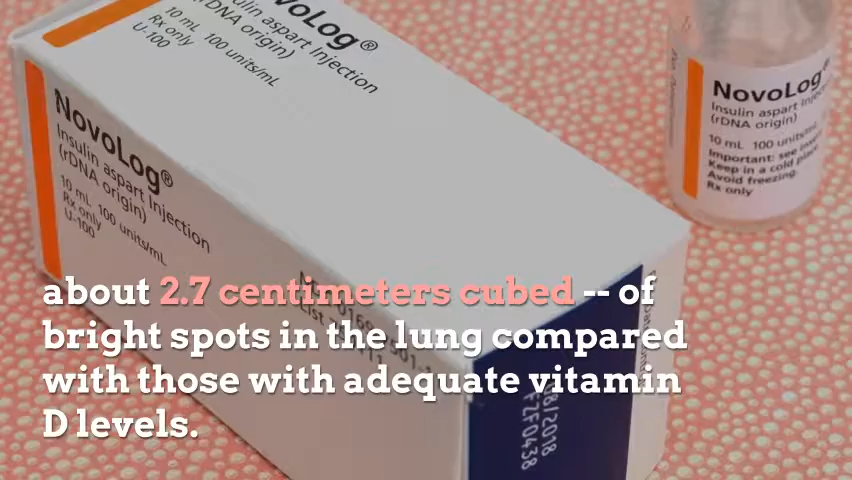 NovoLog®
Insulin aspart Injection
(rDNA origin)
10 mL 100 units/mL
Rx only
U-100
NovoLog®
Insulin aspart Injection
(rDNA origin)
10 mL 100 units/mL
Rx only
U-100
NovoLog®
Insulin aspart
(rDNA origin)
10 mL 100 units/mL
Important: see
Keep in a cold place
Avoid freezing.
Rx only
8/2018
FZF0438
about 2.7 centimeters cubed -- of
bright spots in the lung compared
with those with adequate vitamin
D levels.